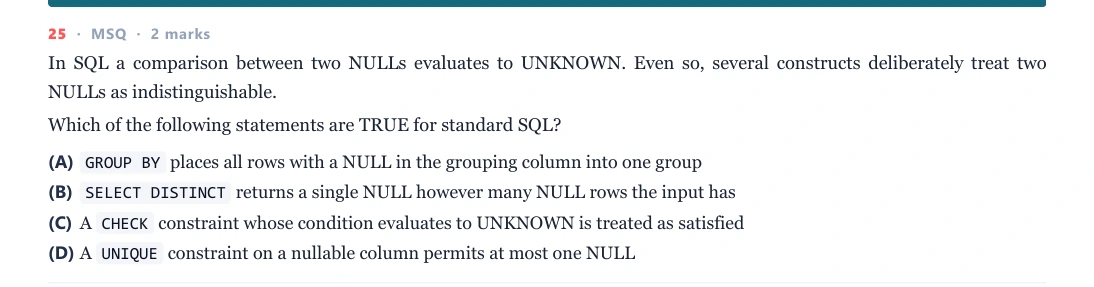 25 · MSQ · 2 marks
In SQL a comparison between two NULLs evaluates to UNKNOWN. Even so, several constructs deliberately treat two
NULLs as indistinguishable.
Which of the following statements are TRUE for standard SQL?
(A) GROUP BY places all rows with a NULL in the grouping column into one group
(B) SELECT DISTINCT returns a single NULL however many NULL rows the input has
(C) A CHECK constraint whose condition evaluates to UNKNOWN is treated as satisfied
(D) A UNIQUE constraint on a nullable column permits at most one NULL